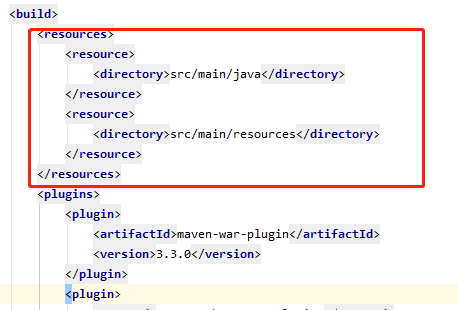 <build>
<resources>
<resource>
<directory>src/main/java</directory>
</resource>
<resource>
<directory>src/main/resources</directory>
</resource>
</resources>
<plugins>
<plugin>
<artifactId>maven-war-plugin</artifactId>
<version>3.3.0</version>
</plugin>
<plugin>